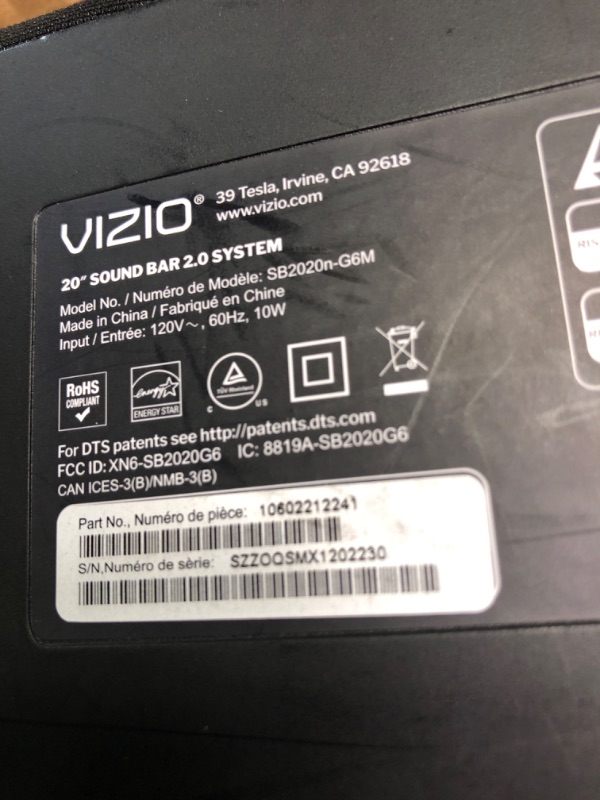 VIZIO®
39 Tesla, Irvine, CA 92618
www.vizio.com
20″ SOUND BAR 2.0 SYSTEM
Model No. / Numéro de Modèle: SB2020n-G6M
Made in China / Fabriqué en Chine
Input / Entrée: 120V～, 60Hz, 10W
RoHS
COMPLIANT
energy
ENERGY STAR
TÜV Rheinland
C US
For DTS patents see http://patents.dts.com
FCC ID: XN6-SB2020G6 IC: 8819A-SB2020G6
CAN ICES-3(B)/NMB-3(B)
Part No., Numéro de pièce: 10602212241
S/N,Numéro de série: SZZOQSMX1202230